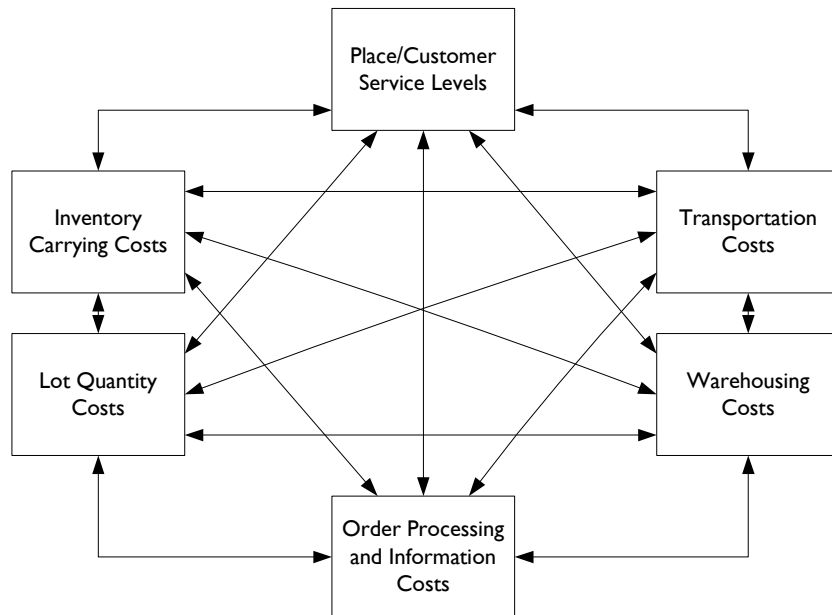 Place/Customer
Service Levels
Inventory
Carrying Costs
Transportation
Costs
Lot Quantity
Costs
Warehousing
Costs
Order Processing
and Information
Costs